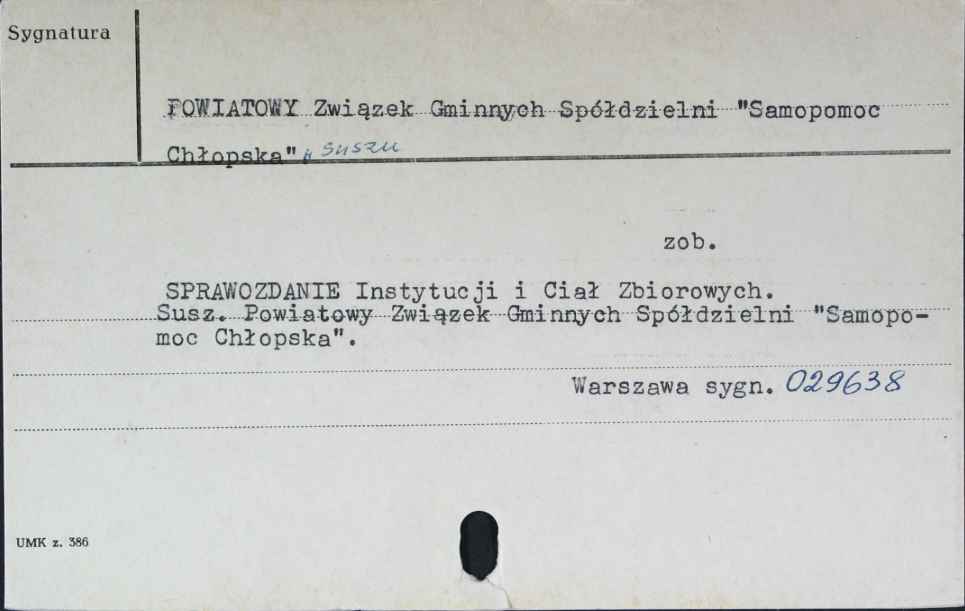 Sygnatura
POWIATOWY Związek Gminnych Spółdzielni "Samopomoc
Chłopska" w Suszu
zob.
SPRAWOZDANIE Instytucji i Ciał Zbiorowych.
Susz. Powiatowy Związek Gminnych Spółdzielni "Samopo-
moc Chłopska".
Warszawa sygn. 029638
UMK z. 386